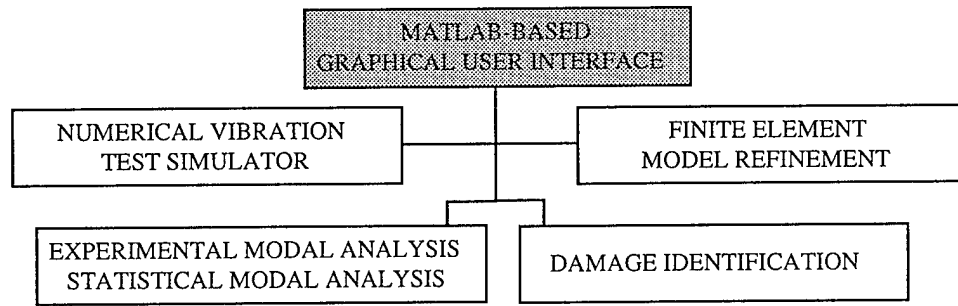 MATLAB-BASED
GRAPHICAL USER INTERFACE
NUMERICAL VIBRATION
TEST SIMULATOR
FINITE ELEMENT
MODEL REFINEMENT
EXPERIMENTAL MODAL ANALYSIS
STATISTICAL MODAL ANALYSIS
DAMAGE IDENTIFICATION